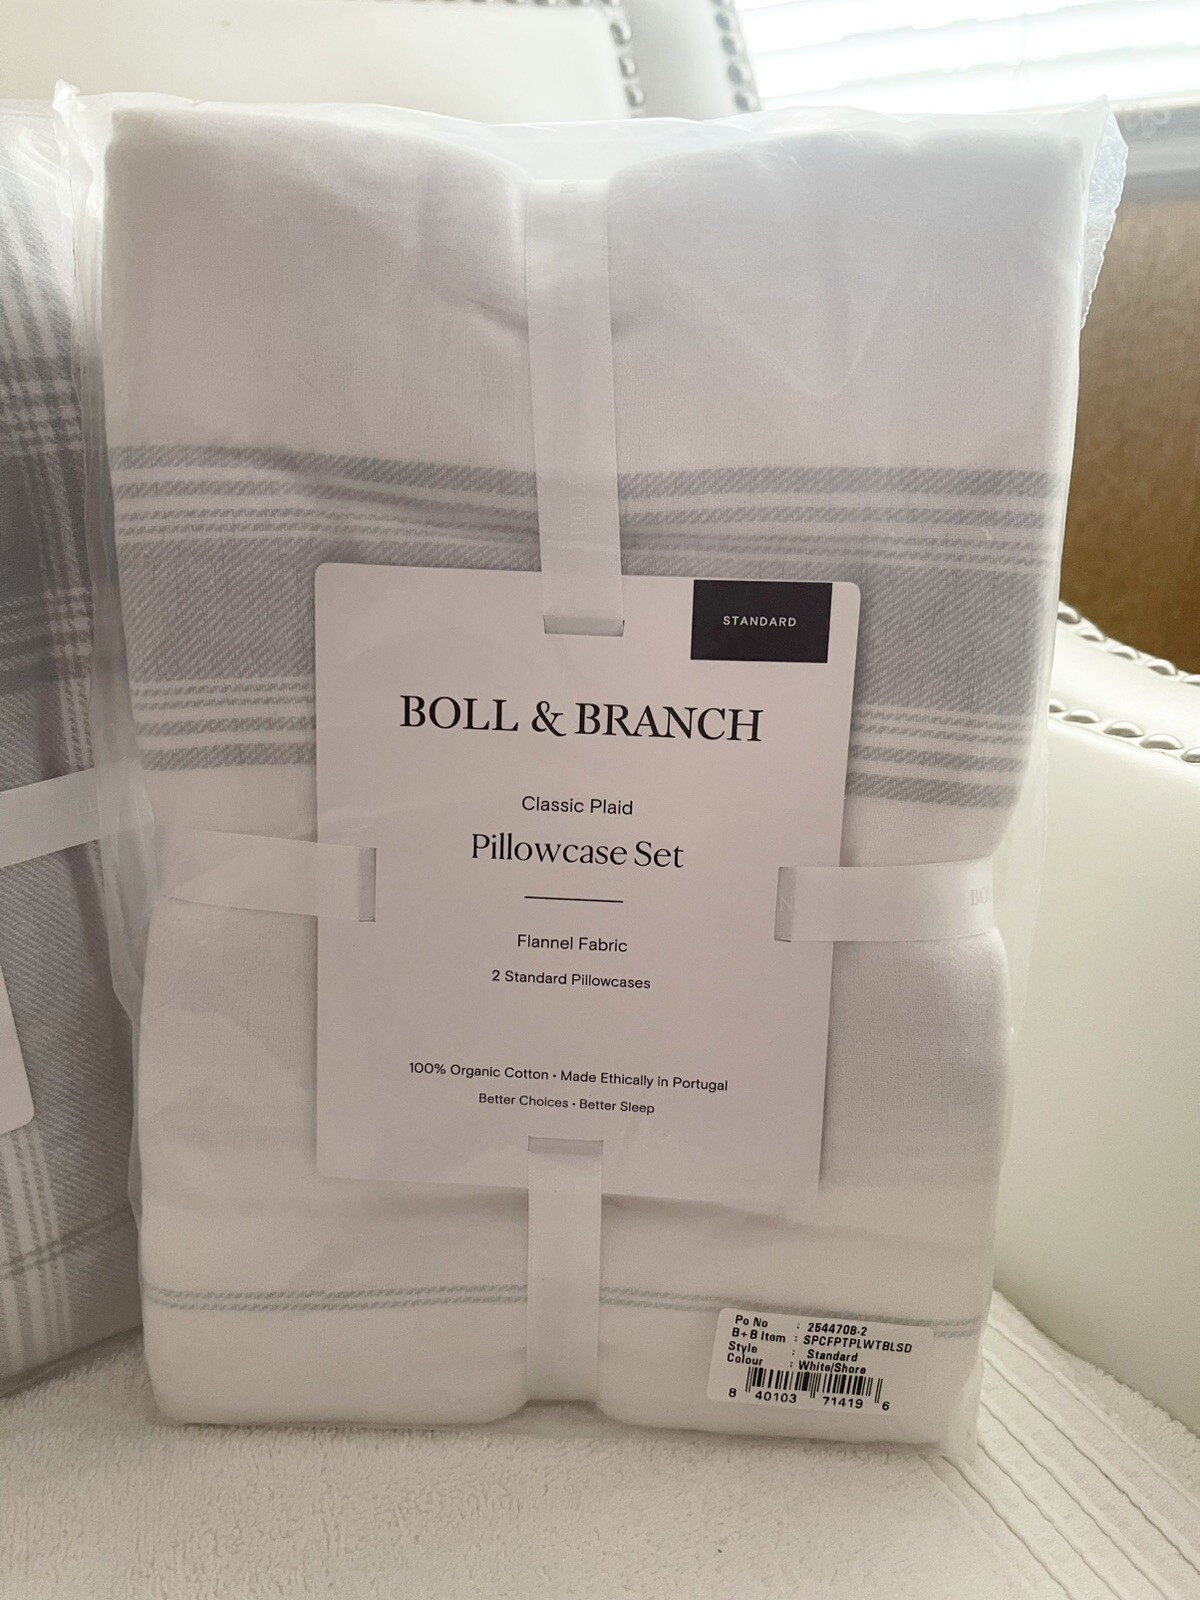 STANDARD
BOLL & BRANCH
Classic Plaid
Pillowcase Set
Flannel Fabric
2 Standard Pillowcases
100% Organic Cotton • Made Ethically in Portugal
Better Choices • Better Sleep
Po No : 2544708-2
B+B Item : SPCFPTPLWTBLSD
Style : Standard
Colour : White/Shore
8 40103 71419 6